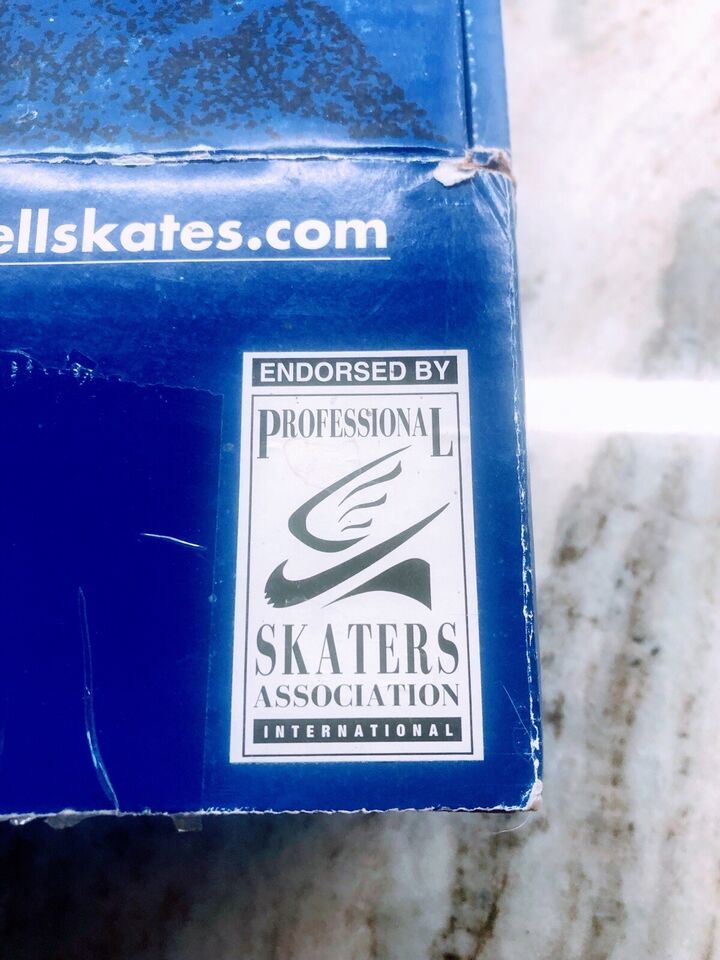 ellskates.com
ENDORSED BY
PROFESSIONAL
SKATERS
ASSOCIATION
INTERNATIONAL